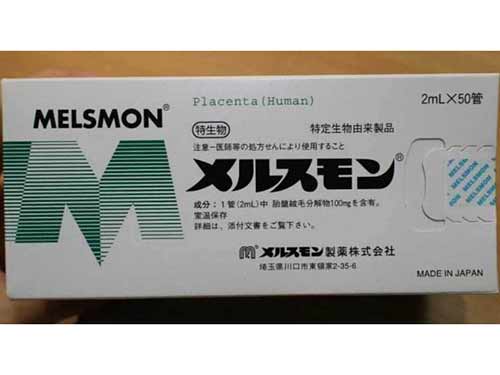 MELSMON®
Placenta (Human)
2mL×50管
特生物
特定生物由来製品
注意-医師等の処方せんにより使用すること
メルスモン®
成分：1管(2mL)中 胎盤絨毛分解物100mgを含有。
室温保存
詳細は、添付文書をご覧下さい。
メルスモン製薬株式会社
埼玉県川口市東領家2-35-6
MADE IN JAPAN
MELSMON
MELSMON